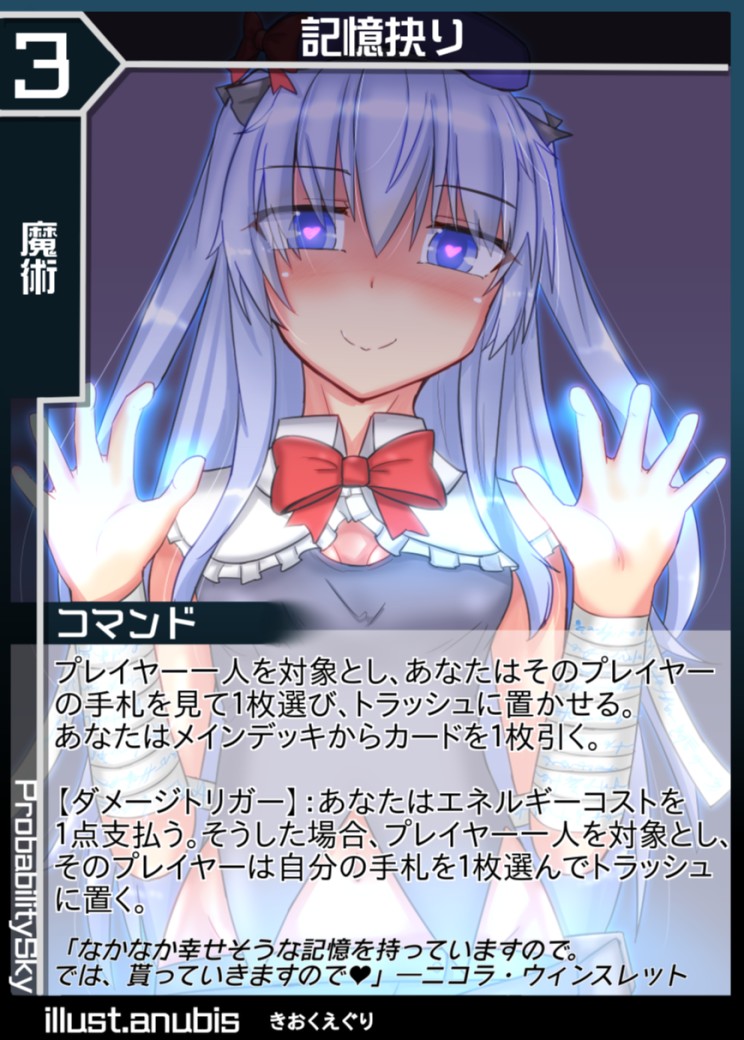 記憶抉り
3
魔術
コマンド
プレイヤー一人を対象とし、あなたはそのプレイヤー
の手札を見て1枚選び、トラッシュに置かせる。
あなたはメインデッキからカードを1枚引く。
【ダメージトリガー】:あなたはエネルギーコストを
1点支払う。そうした場合、プレイヤー一人を対象とし、
そのプレイヤーは自分の手札を1枚選んでトラッシュ
に置く。
「なかなか幸せそうな記憶を持っていますので。
では、貰っていきますので♥」―ニコラ・ウィンスレット
ProbabilitySky
illust.anubis きおくえぐり